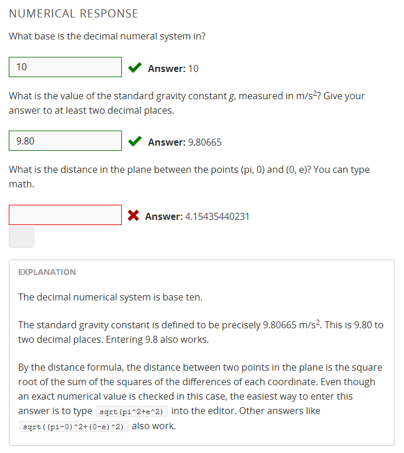 NUMERICAL RESPONSE
What base is the decimal numeral system in?
10
Answer: 10
What is the value of the standard gravity constant g, measured in m/s²? Give your
answer to at least two decimal places.
9.80
Answer: 9.80665
What is the distance in the plane between the points (pi, 0) and (0, e)? You can type
math.
Answer: 4.15435440231
EXPLANATION
The decimal numerical system is base ten.
The standard gravity constant is defined to be precisely 9.80665 m/s². This is 9.80 to
two decimal places. Entering 9.8 also works.
By the distance formula, the distance between two points in the plane is the square
root of the sum of the squares of the differences of each coordinate. Even though
an exact numerical value is checked in this case, the easiest way to enter this
answer is to type sqrt(pi^2+e^2) into the editor. Other answers like
sqrt((pi-0)^2+(0-e)^2) also work.